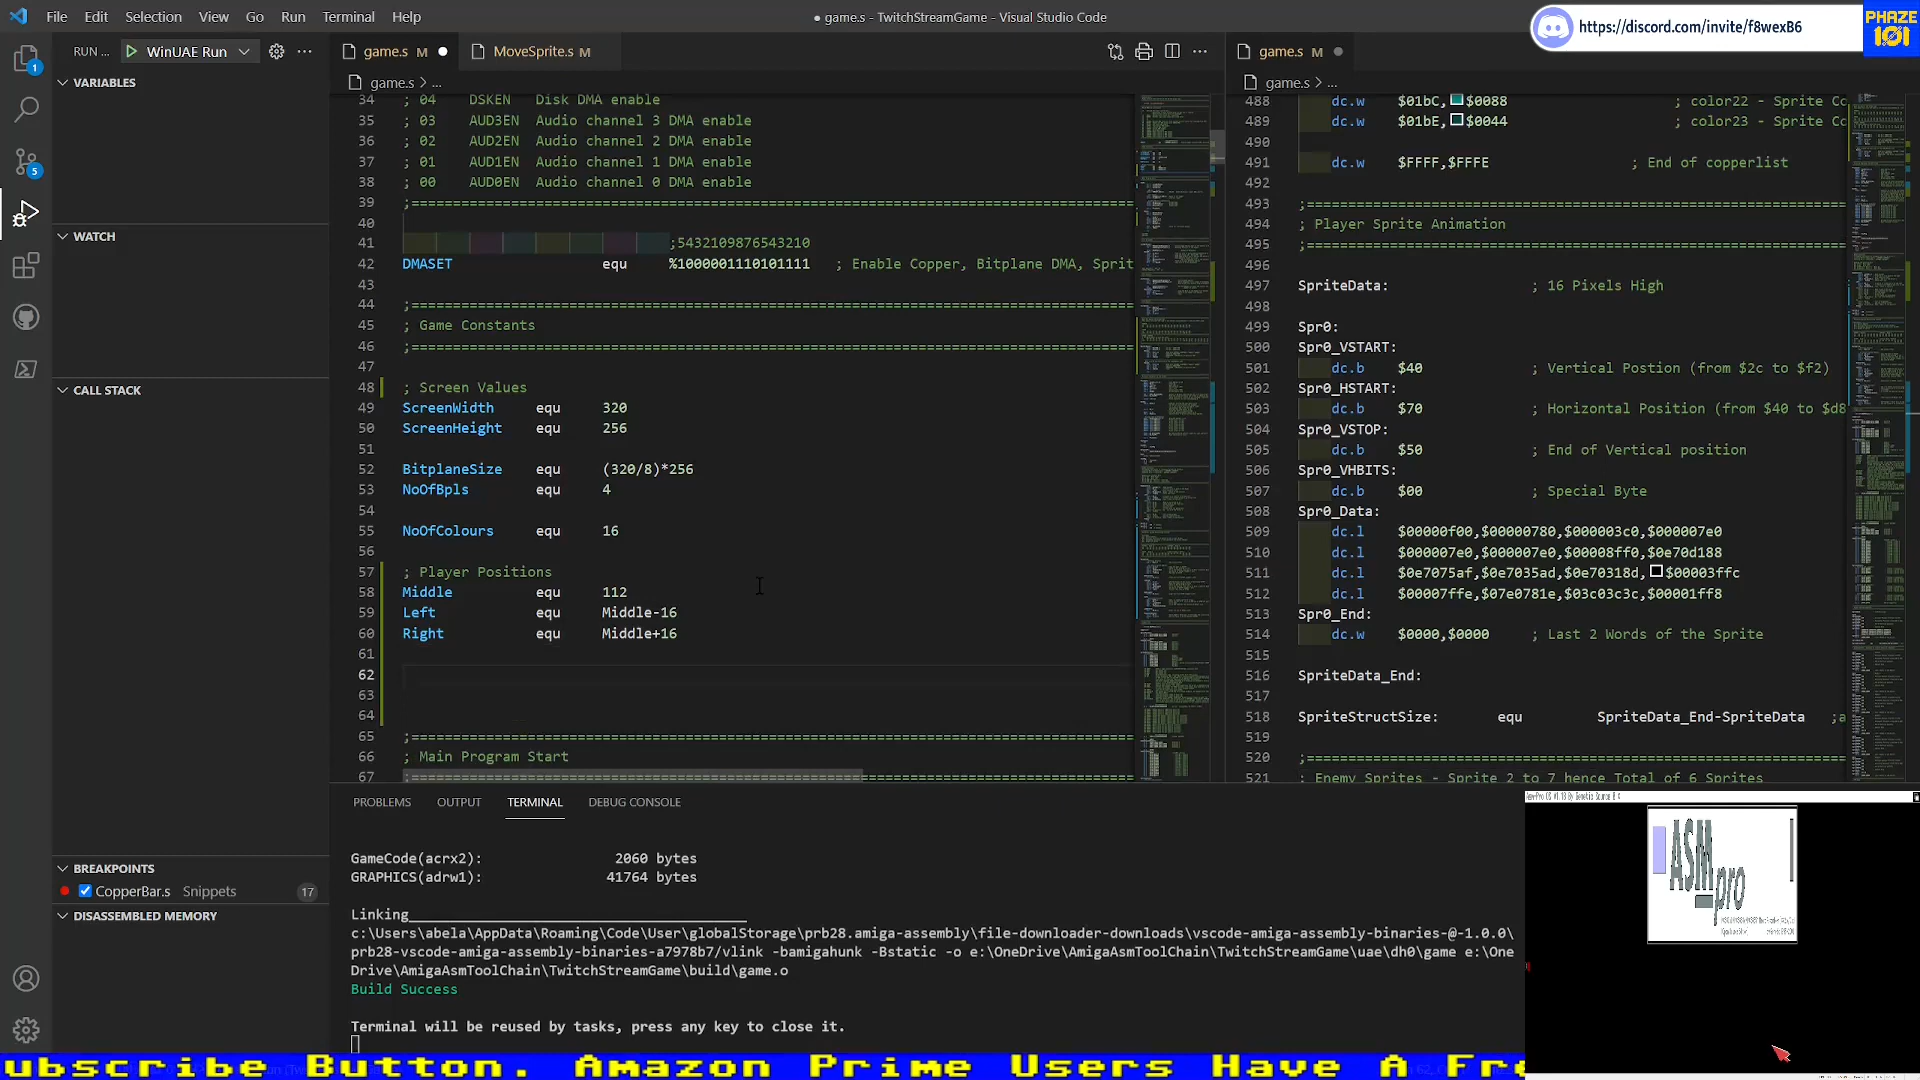 File Edit Selection View Go Run Terminal Help
● game.s - TwitchStreamGame - Visual Studio Code
https://discord.com/invite/f8wexB6
PHAZE
101
RUN ... WinUAE Run
VARIABLES
WATCH
CALL STACK
BREAKPOINTS
CopperBar.s Snippets 17
DISASSEMBLED MEMORY
1
5
game.s M ● MoveSprite.s M
game.s > ...
34 ; 04 DSKEN Disk DMA enable
35 ; 03 AUD3EN Audio channel 3 DMA enable
36 ; 02 AUD2EN Audio channel 2 DMA enable
37 ; 01 AUD1EN Audio channel 1 DMA enable
38 ; 00 AUD0EN Audio channel 0 DMA enable
39 ;========================================
40
41 ;5432109876543210
42 DMASET equ %1000001110101111 ; Enable Copper, Bitplane DMA, Sprit
43
44 ;========================================
45 ; Game Constants
46 ;========================================
47
48 ; Screen Values
49 ScreenWidth equ 320
50 ScreenHeight equ 256
51
52 BitplaneSize equ (320/8)*256
53 NoOfBpls equ 4
54
55 NoOfColours equ 16
56
57 ; Player Positions
58 Middle equ 112
59 Left equ Middle-16
60 Right equ Middle+16
61
62
63
64
65 ;========================================
66 ; Main Program Start
67 ;========================================
game.s M ●
game.s > ...
488 dc.w $01bC,$0088 ; color22 - Sprite Co
489 dc.w $01bE,$0044 ; color23 - Sprite Co
490
491 dc.w $FFFF,$FFFE ; End of copperlist
492
493 ;========================================
494 ; Player Sprite Animation
495 ;========================================
496
497 SpriteData: ; 16 Pixels High
498
499 Spr0:
500 Spr0_VSTART:
501 dc.b $40 ; Vertical Postion (from $2c to $f2)
502 Spr0_HSTART:
503 dc.b $70 ; Horizontal Position (from $40 to $d8
504 Spr0_VSTOP:
505 dc.b $50 ; End of Vertical position
506 Spr0_VHBITS:
507 dc.b $00 ; Special Byte
508 Spr0_Data:
509 dc.l $00000f00,$00000780,$000003c0,$000007e0
510 dc.l $000007e0,$000007e0,$00008ff0,$0e70d188
511 dc.l $0e7075af,$0e7035ad,$0e70318d,$00003ffc
512 dc.l $00007ffe,$07e0781e,$03c03c3c,$00001ff8
513 Spr0_End:
514 dc.w $0000,$0000 ; Last 2 Words of the Sprite
515
516 SpriteData_End:
517
518 SpriteStructSize: equ SpriteData_End-SpriteData ;a
519
520 ;========================================
521 ; Enemy Sprites - Sprite 2 to 7 hence Total of 6 Sprites
PROBLEMS OUTPUT TERMINAL DEBUG CONSOLE
GameCode(acrx2): 2060 bytes
GRAPHICS(adrw1): 41764 bytes
Linking
c:\Users\abela\AppData\Roaming\Code\User\globalStorage\prb28.amiga-assembly\file-downloader-downloads\vscode-amiga-assembly-binaries-@-1.0.0\
prb28-vscode-amiga-assembly-binaries-a7978b7/vlink -bamigahunk -Bstatic -o e:\OneDrive\AmigaAsmToolChain\TwitchStreamGame\uae\dh0\game e:\One
Drive\AmigaAsmToolChain\TwitchStreamGame\build\game.o
Build Success
Terminal will be reused by tasks, press any key to close it.
ASM
pro
ubscribe Button. Amazon Prime Users Have A Fre